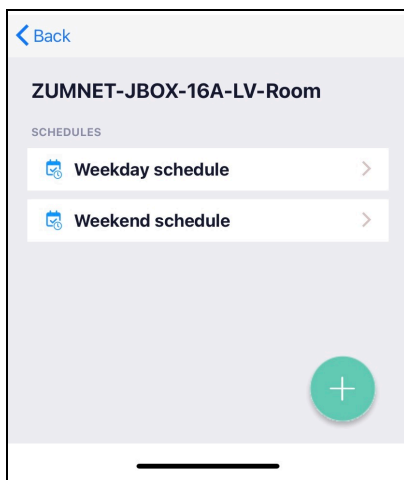 Back
ZUMNET-JBOX-16A-LV-Room
SCHEDULES
Weekday schedule
Weekend schedule